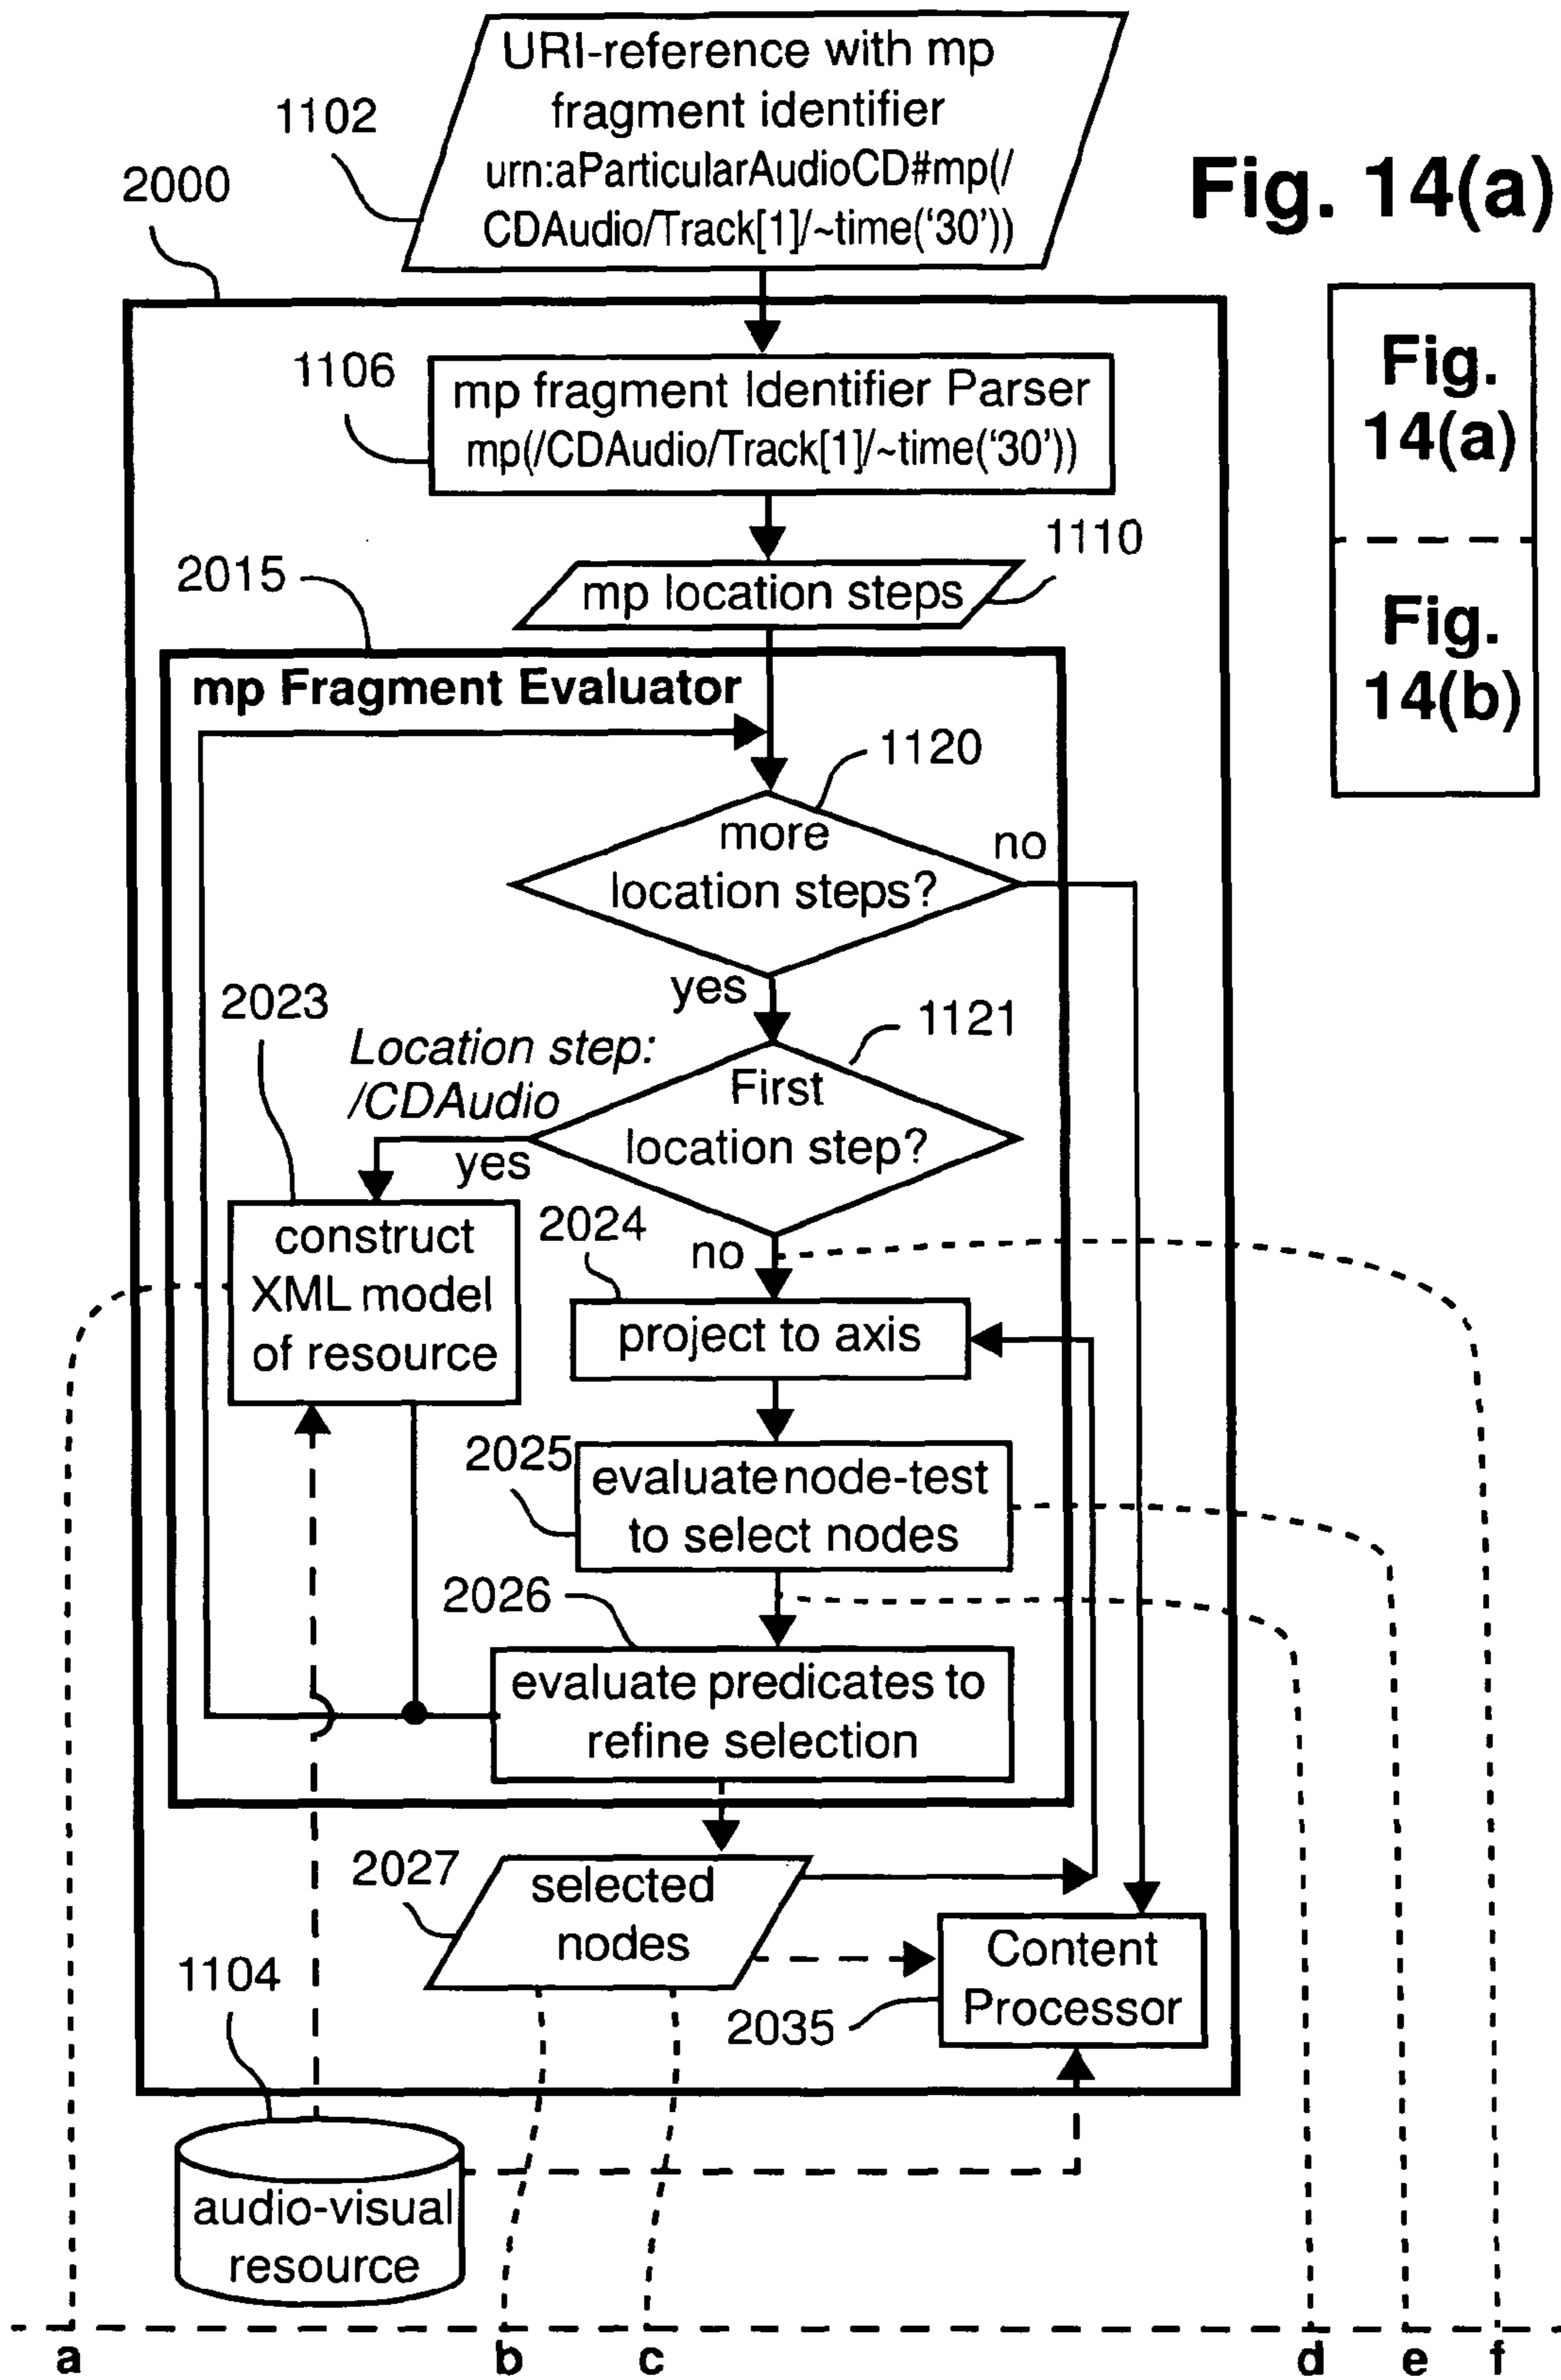 URI-reference with mp
fragment identifier
urn:aParticularAudioCD#mp(/
CDAudio/Track[1]/~time('30'))
1102
2000
Fig. 14(a)
Fig.
14(a)
Fig.
14(b)
1106
mp fragment Identifier Parser
mp(/CDAudio/Track[1]/~time('30'))
1110
2015
mp location steps
mp Fragment Evaluator
1120
more
location steps?
no
yes
2023
1121
Location step:
/CDAudio
First
location step?
yes
construct
XML model
of resource
2024
no
project to axis
2025
evaluate node-test
to select nodes
2026
evaluate predicates to
refine selection
2027
selected
nodes
1104
Content
Processor
2035
audio-visual
resource
a
b
c
d
e
f